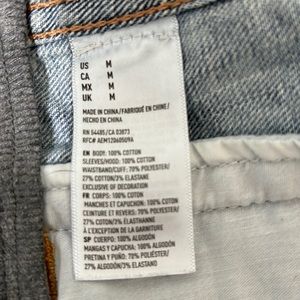 US M
CA M
MX M
UK M
MADE IN CHINA/FABRIQUÉ EN CHINE/
HECHO EN CHINA
RN 54485/CA 03873
RFC# AEM120605D9A
EN BODY: 100% COTTON
SLEEVES/HOOD: 100% COTTON
WAISTBAND/CUFF: 70% POLYESTER/
27% COTTON/3% ELASTANE
EXCLUSIVE OF DECORATION
FR CORPS: 100% COTON
MANCHES ET CAPUCHON: 100% COTON
CEINTURE ET REVERS: 70% POLYESTER/
27% COTON/3% ÉLASTHANNE
À L'EXCEPTION DE LA GARNITURE
SP CUERPO: 100% ALGODÓN
MANGAS Y CAPUCHA: 100% ALGODÓN
PRETINA Y PUÑO: 70% POLIÉSTER/
27% ALGODÓN/3% ELASTANO